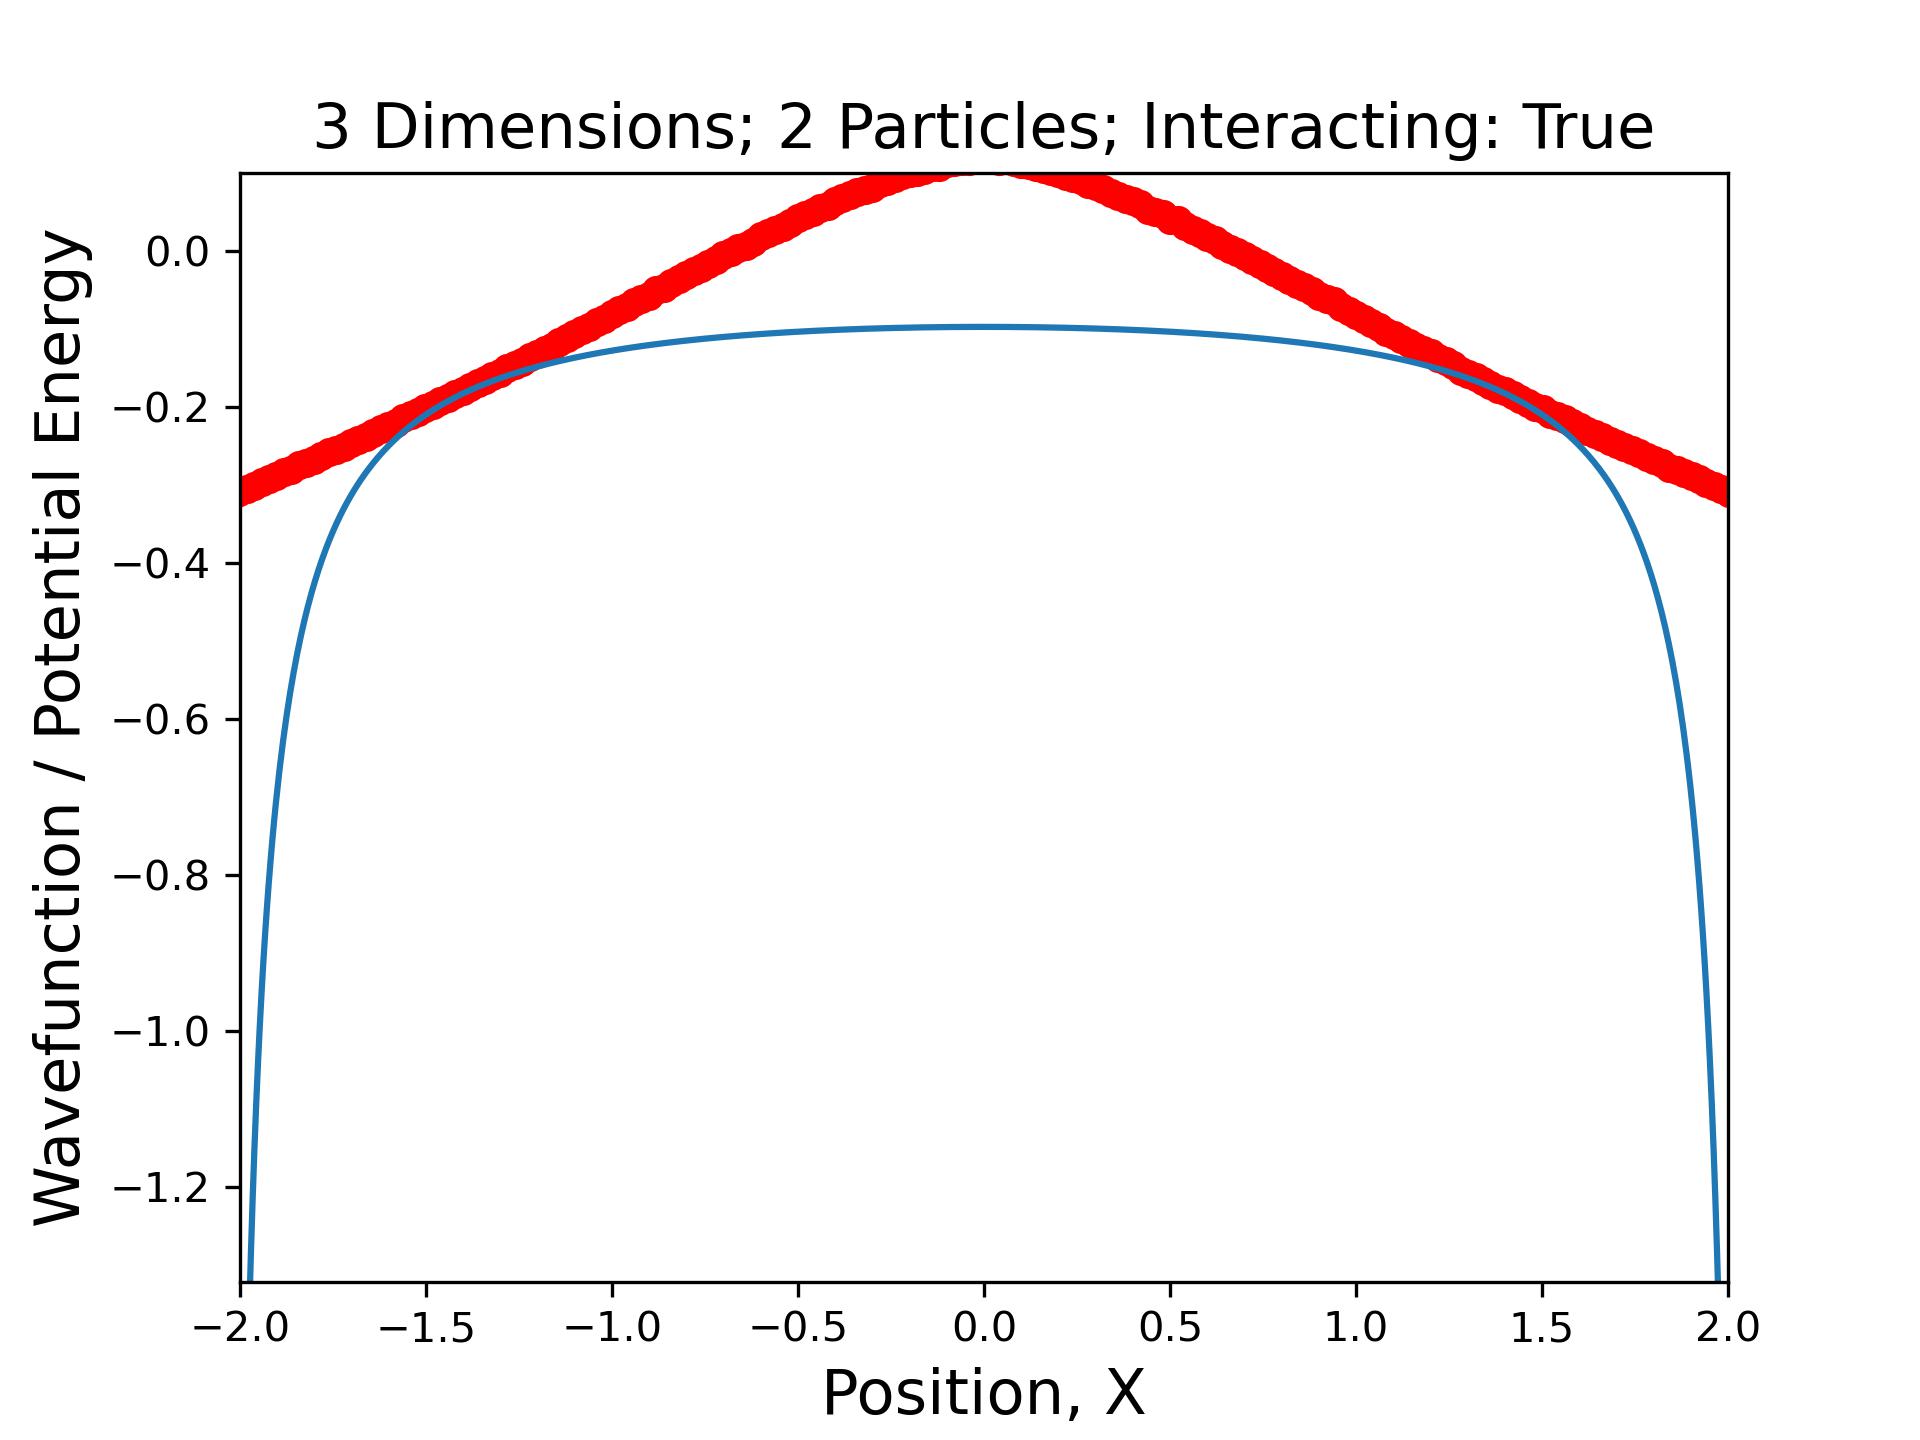 3 Dimensions; 2 Particles; Interacting: True
Wavefunction / Potential Energy
0.0
−0.2
−0.4
−0.6
−0.8
−1.0
−1.2
−2.0 −1.5 −1.0 −0.5 0.0 0.5 1.0 1.5 2.0
Position, X